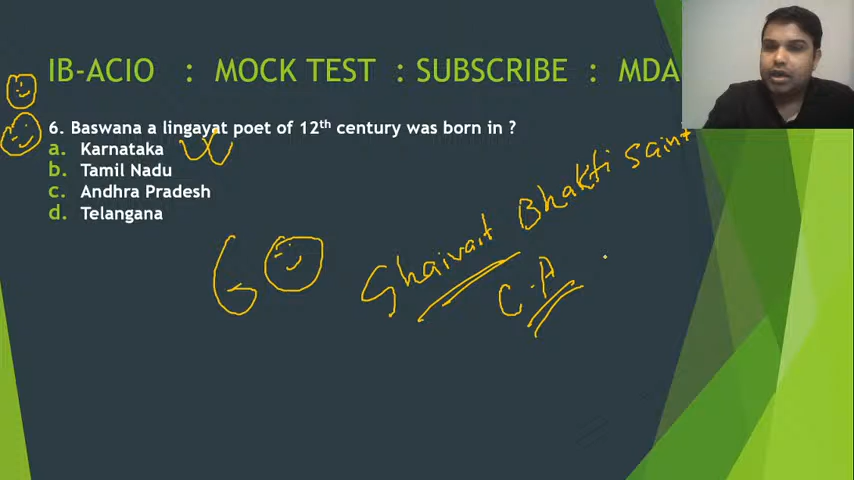 IB-ACIO : MOCK TEST : SUBSCRIBE : MDA
6. Baswana a lingayat poet of 12th century was born in ?
a. Karnataka
b. Tamil Nadu
c. Andhra Pradesh
d. Telangana
6
Shaivait Bhakti saint
C.A